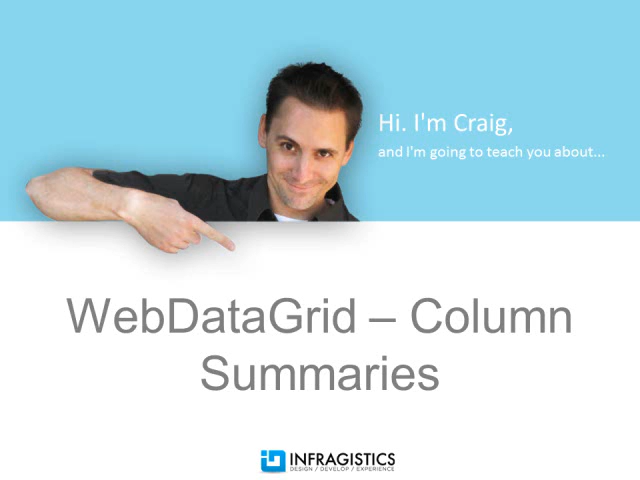 Hi. I'm Craig,
and I'm going to teach you about...
WebDataGrid – Column
Summaries
INFRAGISTICS
DESIGN / DEVELOP / EXPERIENCE